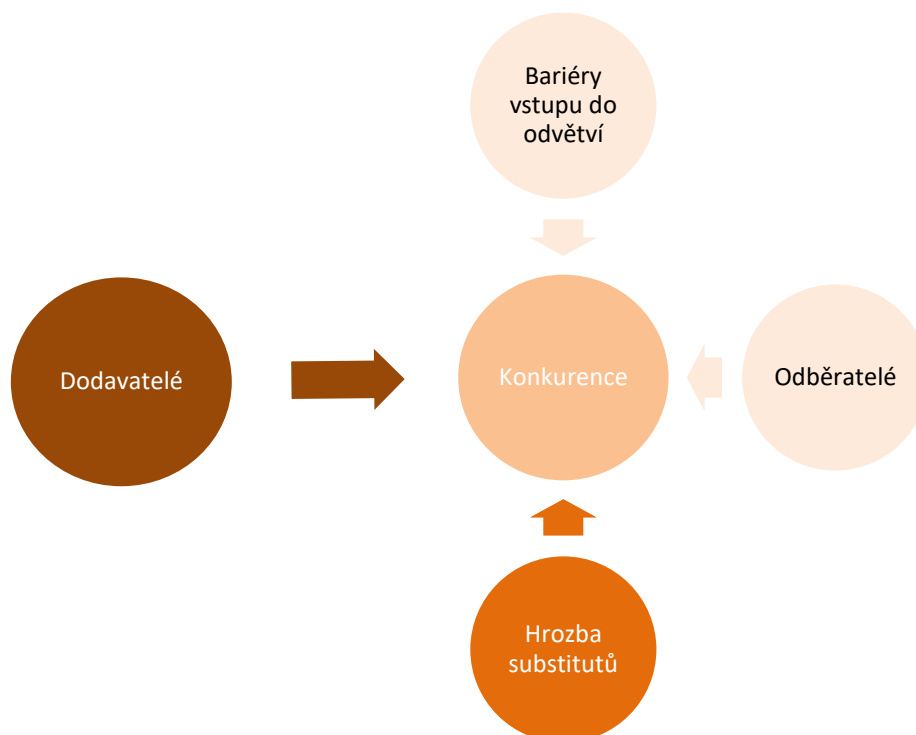 Bariéry
vstupu do
odvětví
Dodavatelé
Konkurence
Odběratelé
Hrozba
substitutů